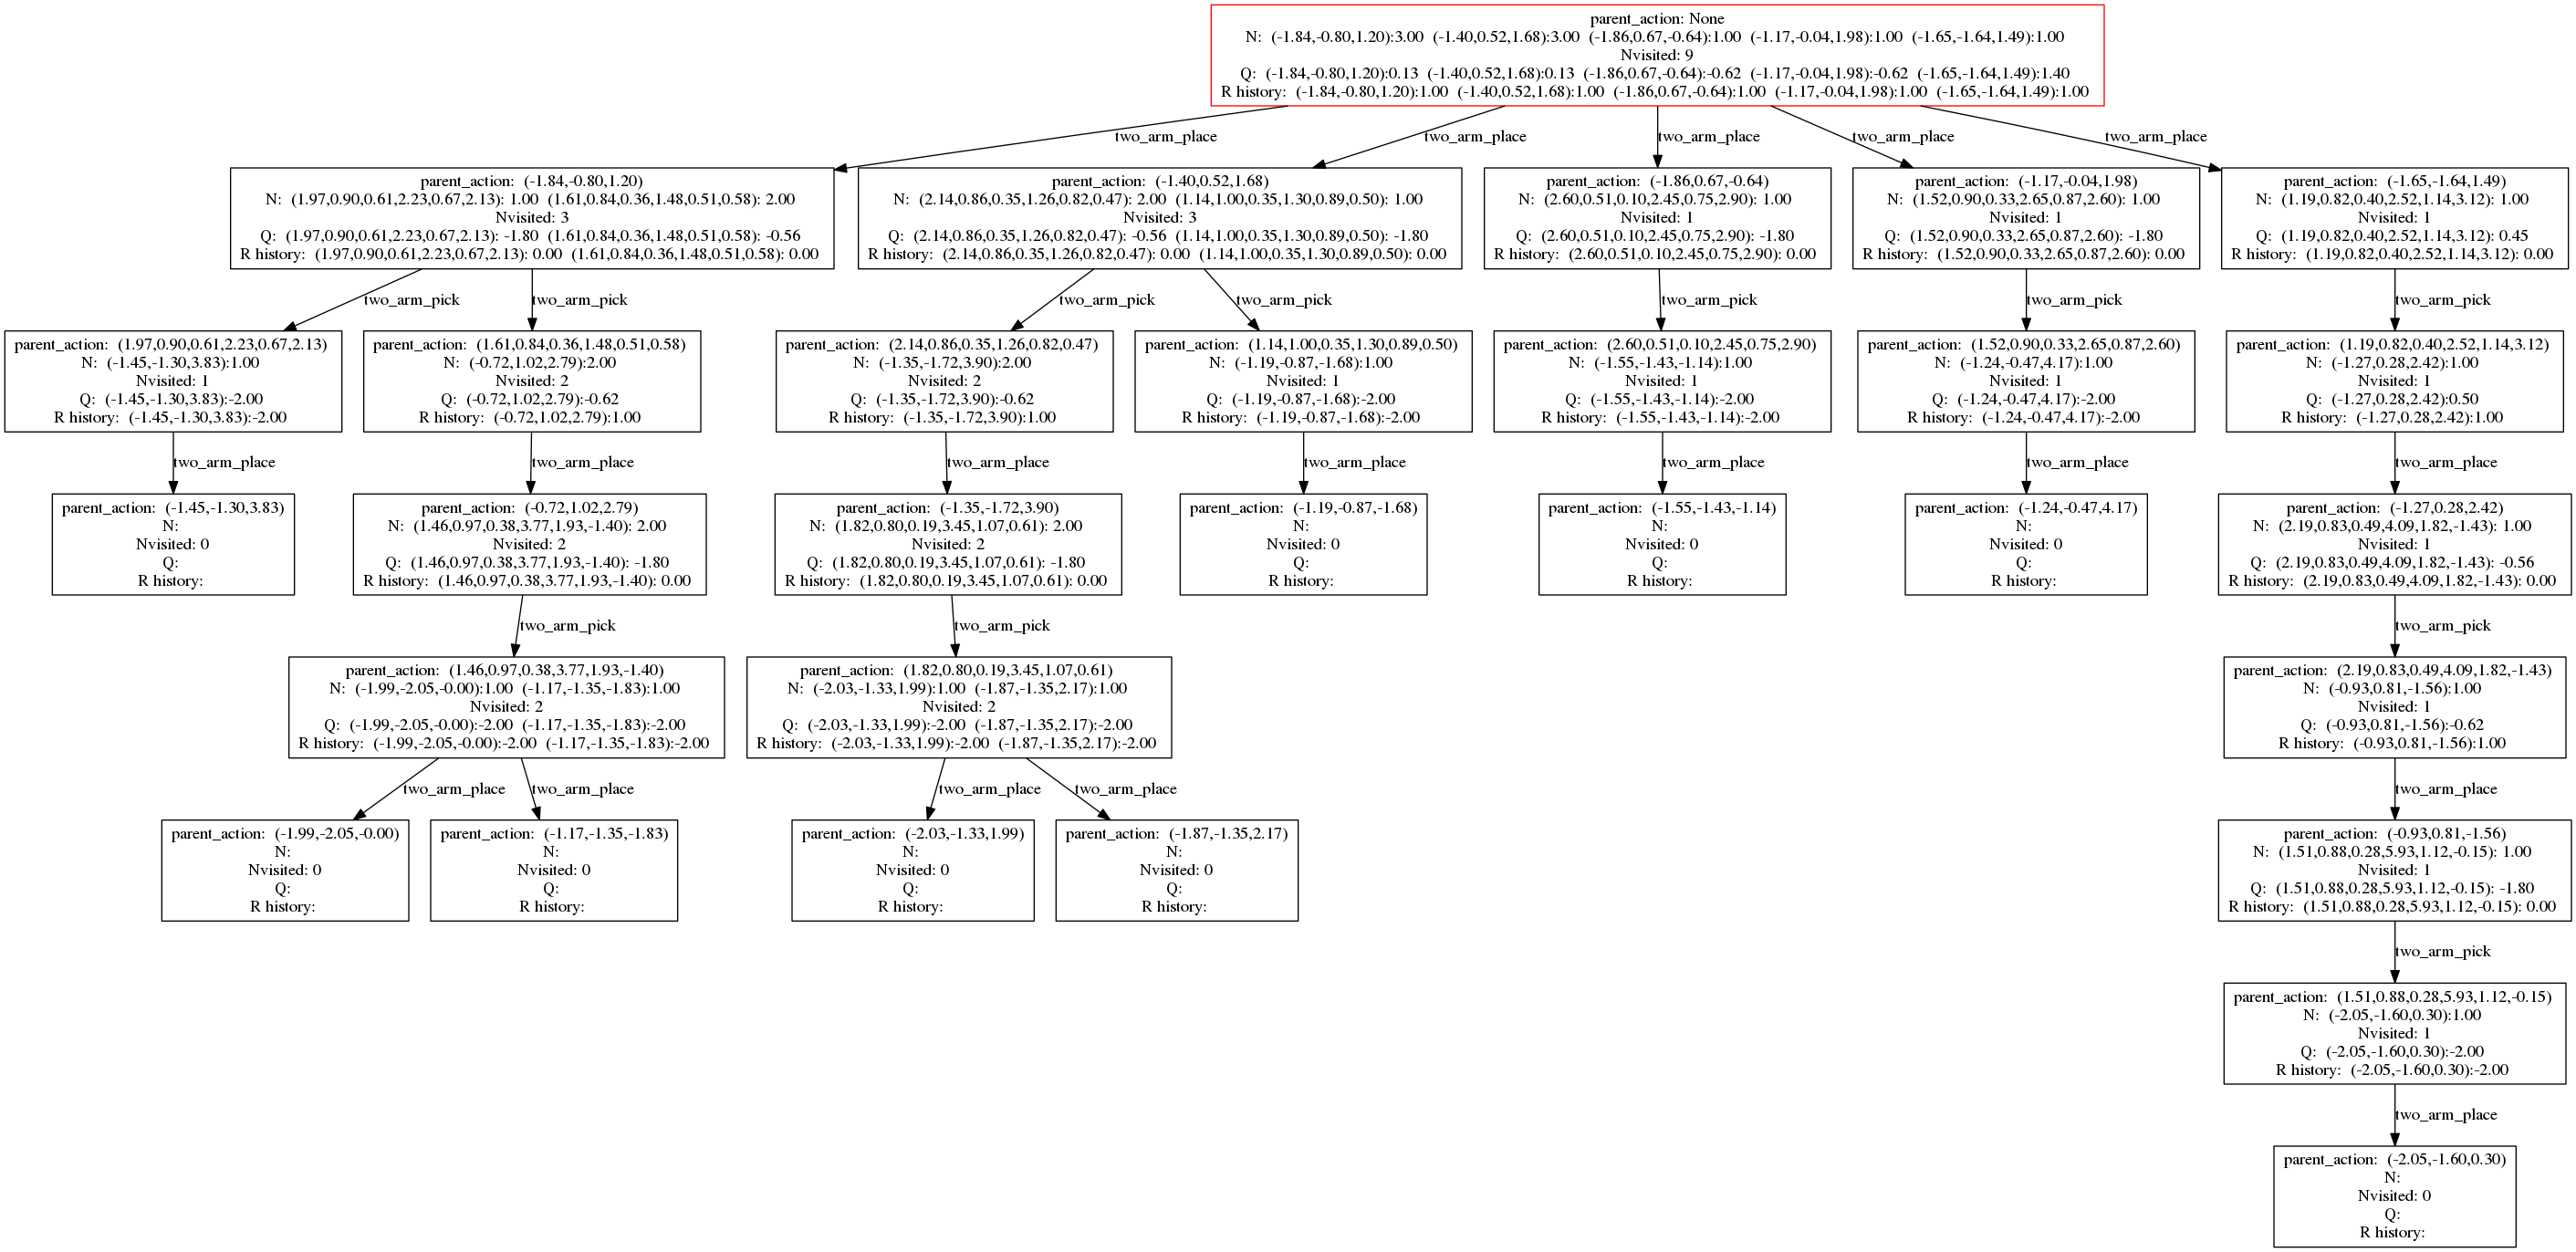 parent_action: None
N: (-1.84,-0.80,1.20):3.00 (-1.40,0.52,1.68):3.00 (-1.86,0.67,-0.64):1.00 (-1.17,-0.04,1.98):1.00 (-1.65,-1.64,1.49):1.00
Nvisited: 9
Q: (-1.84,-0.80,1.20):0.13 (-1.40,0.52,1.68):0.13 (-1.86,0.67,-0.64):-0.62 (-1.17,-0.04,1.98):-0.62 (-1.65,-1.64,1.49):1.40
R history: (-1.84,-0.80,1.20):1.00 (-1.40,0.52,1.68):1.00 (-1.86,0.67,-0.64):1.00 (-1.17,-0.04,1.98):1.00 (-1.65,-1.64,1.49):1.00
two_arm_place
two_arm_place
two_arm_place
two_arm_place
two_arm_place
parent_action: (-1.84,-0.80,1.20)
N: (1.97,0.90,0.61,2.23,0.67,2.13): 1.00 (1.61,0.84,0.36,1.48,0.51,0.58): 2.00
Nvisited: 3
Q: (1.97,0.90,0.61,2.23,0.67,2.13): -1.80 (1.61,0.84,0.36,1.48,0.51,0.58): -0.56
R history: (1.97,0.90,0.61,2.23,0.67,2.13): 0.00 (1.61,0.84,0.36,1.48,0.51,0.58): 0.00
parent_action: (-1.40,0.52,1.68)
N: (2.14,0.86,0.35,1.26,0.82,0.47): 2.00 (1.14,1.00,0.35,1.30,0.89,0.50): 1.00
Nvisited: 3
Q: (2.14,0.86,0.35,1.26,0.82,0.47): -0.56 (1.14,1.00,0.35,1.30,0.89,0.50): -1.80
R history: (2.14,0.86,0.35,1.26,0.82,0.47): 0.00 (1.14,1.00,0.35,1.30,0.89,0.50): 0.00
parent_action: (-1.86,0.67,-0.64)
N: (2.60,0.51,0.10,2.45,0.75,2.90): 1.00
Nvisited: 1
Q: (2.60,0.51,0.10,2.45,0.75,2.90): -1.80
R history: (2.60,0.51,0.10,2.45,0.75,2.90): 0.00
parent_action: (-1.17,-0.04,1.98)
N: (1.52,0.90,0.33,2.65,0.87,2.60): 1.00
Nvisited: 1
Q: (1.52,0.90,0.33,2.65,0.87,2.60): -1.80
R history: (1.52,0.90,0.33,2.65,0.87,2.60): 0.00
parent_action: (-1.65,-1.64,1.49)
N: (1.19,0.82,0.40,2.52,1.14,3.12): 1.00
Nvisited: 1
Q: (1.19,0.82,0.40,2.52,1.14,3.12): 0.45
R history: (1.19,0.82,0.40,2.52,1.14,3.12): 0.00
two_arm_pick
two_arm_pick
two_arm_pick
two_arm_pick
two_arm_pick
two_arm_pick
two_arm_pick
parent_action: (1.97,0.90,0.61,2.23,0.67,2.13)
N: (-1.45,-1.30,3.83):1.00
Nvisited: 1
Q: (-1.45,-1.30,3.83):-2.00
R history: (-1.45,-1.30,3.83):-2.00
parent_action: (1.61,0.84,0.36,1.48,0.51,0.58)
N: (-0.72,1.02,2.79):2.00
Nvisited: 2
Q: (-0.72,1.02,2.79):-0.62
R history: (-0.72,1.02,2.79):1.00
parent_action: (2.14,0.86,0.35,1.26,0.82,0.47)
N: (-1.35,-1.72,3.90):2.00
Nvisited: 2
Q: (-1.35,-1.72,3.90):-0.62
R history: (-1.35,-1.72,3.90):1.00
parent_action: (1.14,1.00,0.35,1.30,0.89,0.50)
N: (-1.19,-0.87,-1.68):1.00
Nvisited: 1
Q: (-1.19,-0.87,-1.68):-2.00
R history: (-1.19,-0.87,-1.68):-2.00
parent_action: (2.60,0.51,0.10,2.45,0.75,2.90)
N: (-1.55,-1.43,-1.14):1.00
Nvisited: 1
Q: (-1.55,-1.43,-1.14):-2.00
R history: (-1.55,-1.43,-1.14):-2.00
parent_action: (1.52,0.90,0.33,2.65,0.87,2.60)
N: (-1.24,-0.47,4.17):1.00
Nvisited: 1
Q: (-1.24,-0.47,4.17):-2.00
R history: (-1.24,-0.47,4.17):-2.00
parent_action: (1.19,0.82,0.40,2.52,1.14,3.12)
N: (-1.27,0.28,2.42):1.00
Nvisited: 1
Q: (-1.27,0.28,2.42):0.50
R history: (-1.27,0.28,2.42):1.00
two_arm_place
two_arm_place
two_arm_place
two_arm_place
two_arm_place
two_arm_place
two_arm_place
parent_action: (-1.45,-1.30,3.83)
N:
Nvisited: 0
Q:
R history:
parent_action: (-0.72,1.02,2.79)
N: (1.46,0.97,0.38,3.77,1.93,-1.40): 2.00
Nvisited: 2
Q: (1.46,0.97,0.38,3.77,1.93,-1.40): -1.80
R history: (1.46,0.97,0.38,3.77,1.93,-1.40): 0.00
parent_action: (-1.35,-1.72,3.90)
N: (1.82,0.80,0.19,3.45,1.07,0.61): 2.00
Nvisited: 2
Q: (1.82,0.80,0.19,3.45,1.07,0.61): -1.80
R history: (1.82,0.80,0.19,3.45,1.07,0.61): 0.00
parent_action: (-1.19,-0.87,-1.68)
N:
Nvisited: 0
Q:
R history:
parent_action: (-1.55,-1.43,-1.14)
N:
Nvisited: 0
Q:
R history:
parent_action: (-1.24,-0.47,4.17)
N:
Nvisited: 0
Q:
R history:
parent_action: (-1.27,0.28,2.42)
N: (2.19,0.83,0.49,4.09,1.82,-1.43): 1.00
Nvisited: 1
Q: (2.19,0.83,0.49,4.09,1.82,-1.43): -0.56
R history: (2.19,0.83,0.49,4.09,1.82,-1.43): 0.00
two_arm_pick
two_arm_pick
two_arm_pick
parent_action: (1.46,0.97,0.38,3.77,1.93,-1.40)
N: (-1.99,-2.05,-0.00):1.00 (-1.17,-1.35,-1.83):1.00
Nvisited: 2
Q: (-1.99,-2.05,-0.00):-2.00 (-1.17,-1.35,-1.83):-2.00
R history: (-1.99,-2.05,-0.00):-2.00 (-1.17,-1.35,-1.83):-2.00
parent_action: (1.82,0.80,0.19,3.45,1.07,0.61)
N: (-2.03,-1.33,1.99):1.00 (-1.87,-1.35,2.17):1.00
Nvisited: 2
Q: (-2.03,-1.33,1.99):-2.00 (-1.87,-1.35,2.17):-2.00
R history: (-2.03,-1.33,1.99):-2.00 (-1.87,-1.35,2.17):-2.00
parent_action: (2.19,0.83,0.49,4.09,1.82,-1.43)
N: (-0.93,0.81,-1.56):1.00
Nvisited: 1
Q: (-0.93,0.81,-1.56):-0.62
R history: (-0.93,0.81,-1.56):1.00
two_arm_place
two_arm_place
two_arm_place
two_arm_place
two_arm_place
parent_action: (-1.99,-2.05,-0.00)
N:
Nvisited: 0
Q:
R history:
parent_action: (-1.17,-1.35,-1.83)
N:
Nvisited: 0
Q:
R history:
parent_action: (-2.03,-1.33,1.99)
N:
Nvisited: 0
Q:
R history:
parent_action: (-1.87,-1.35,2.17)
N:
Nvisited: 0
Q:
R history:
parent_action: (-0.93,0.81,-1.56)
N: (1.51,0.88,0.28,5.93,1.12,-0.15): 1.00
Nvisited: 1
Q: (1.51,0.88,0.28,5.93,1.12,-0.15): -1.80
R history: (1.51,0.88,0.28,5.93,1.12,-0.15): 0.00
two_arm_pick
parent_action: (1.51,0.88,0.28,5.93,1.12,-0.15)
N: (-2.05,-1.60,0.30):1.00
Nvisited: 1
Q: (-2.05,-1.60,0.30):-2.00
R history: (-2.05,-1.60,0.30):-2.00
two_arm_place
parent_action: (-2.05,-1.60,0.30)
N:
Nvisited: 0
Q:
R history: